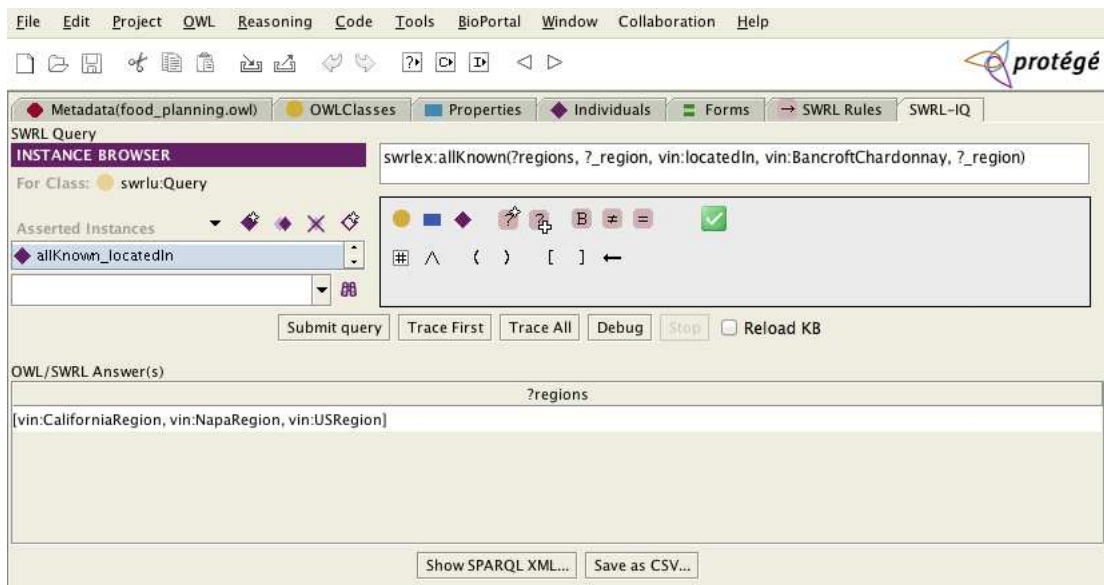 File Edit Project OWL Reasoning Code Tools BioPortal Window Collaboration Help
protégé
Metadata(food_planning.owl) OWLClasses Properties Individuals Forms SWRL Rules SWRL-IQ
SWRL Query
INSTANCE BROWSER
swrlex:allKnown(?regions, ?_region, vin:locatedIn, vin:BancroftChardonnay, ?_region)
For Class: swrlu:Query
Asserted Instances
B ≠ =
allKnown_locatedIn
# ∧ ( ) [ ] ←
Submit query Trace First Trace All Debug Stop Reload KB
OWL/SWRL Answer(s)
?regions
[vin:CaliforniaRegion, vin:NapaRegion, vin:USRegion]
Show SPARQL XML... Save as CSV...